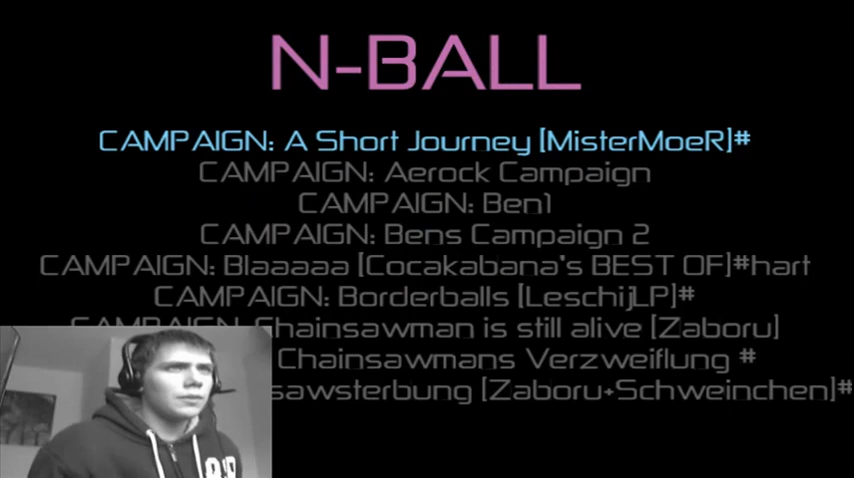 N-BALL
CAMPAIGN: A Short Journey [MisterMoeR]#
CAMPAIGN: Aerock Campaign
CAMPAIGN: Ben1
CAMPAIGN: Bens Campaign 2
CAMPAIGN: Blaaaaa [Cocakabana's BEST OF]#hart
CAMPAIGN: Borderballs [LeschijLP]#
CAMPAIGN: Chainsawman is still alive [Zaboru]
Chainsawmans Verzweiflung #
sawsterbung [Zaboru+Schweinchen]#